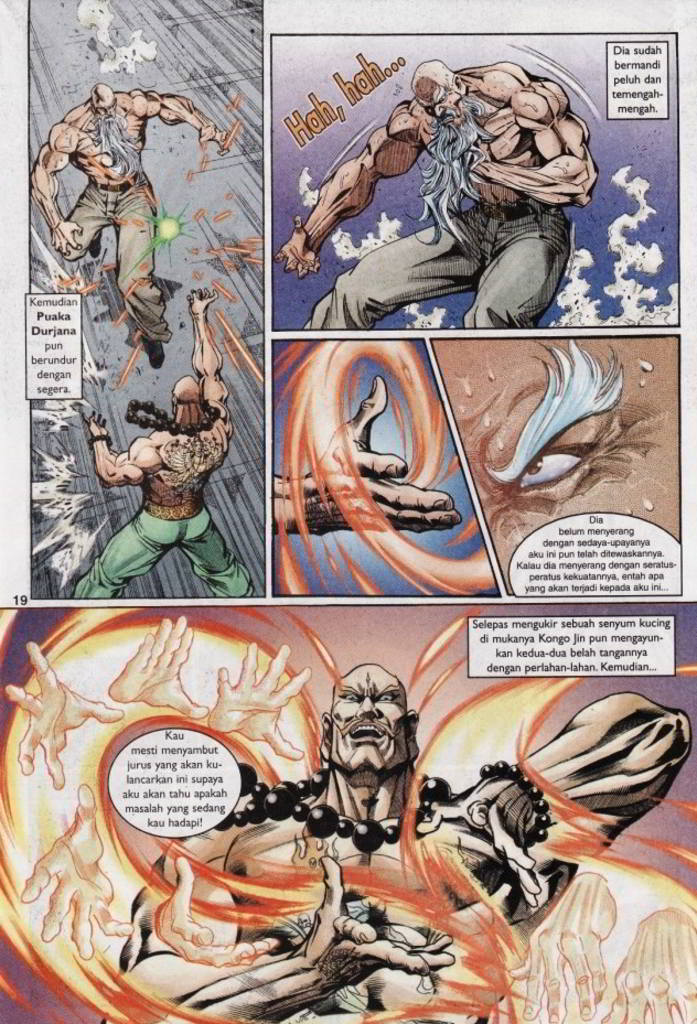 Kemudian
Puaka
Durjana
pun
berundur
dengan
segera.
Hah, hah...
Dia sudah
bermandi
peluh dan
temengah-
mengah.
Dia
belum menyerang
dengan sedaya-upayanya
aku ini pun telah ditewaskannya.
Kalau dia menyerang dengan seratus-
peratus kekuatannya, entah apa
yang akan terjadi kepada aku ini...
19
Selepas mengukir sebuah senyum kucing
di mukanya Kongo Jin pun mengayun-
kan kedua-dua belah tangannya
dengan perlahan-lahan. Kemudian...
Kau
mesti menyambut
jurus yang akan ku-
lancarkan ini supaya
aku akan tahu apakah
masalah yang sedang
kau hadapi!